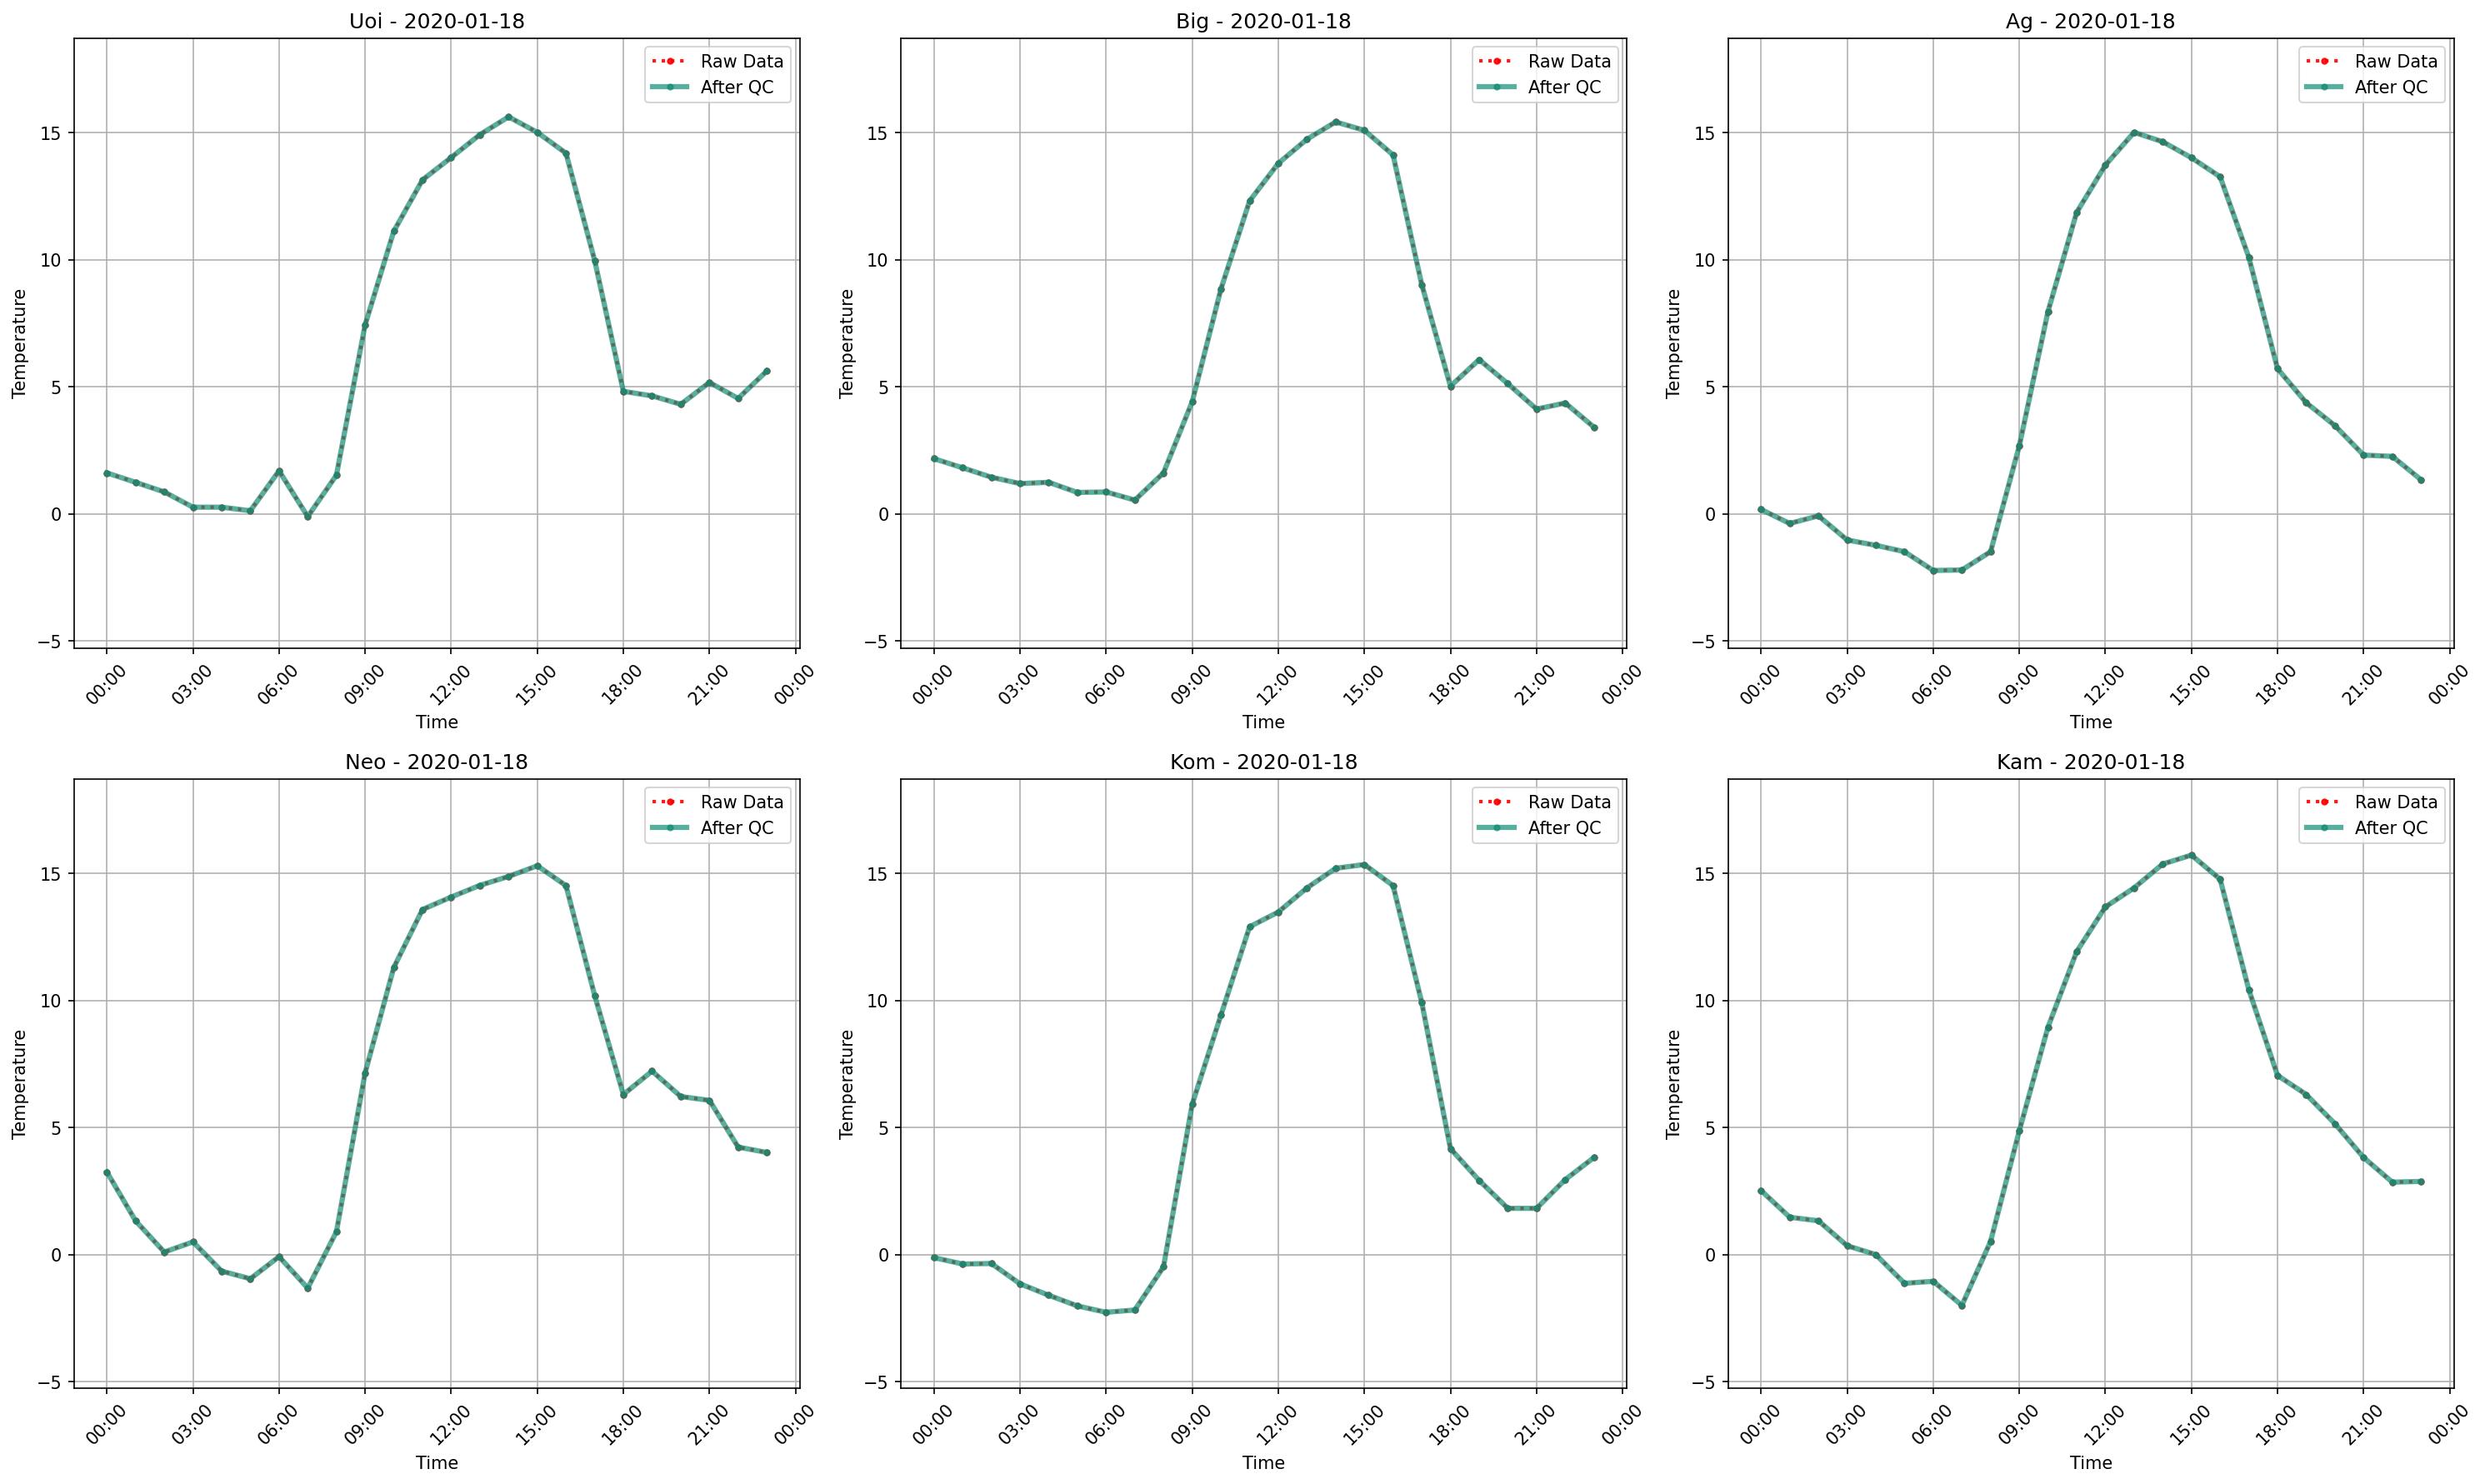 Uoi - 2020-01-18
Raw Data
After QC
Temperature
15
10
5
0
−5
00:00
03:00
06:00
09:00
12:00
15:00
18:00
21:00
00:00
Time
Big - 2020-01-18
Raw Data
After QC
Temperature
15
10
5
0
−5
00:00
03:00
06:00
09:00
12:00
15:00
18:00
21:00
00:00
Time
Ag - 2020-01-18
Raw Data
After QC
Temperature
15
10
5
0
−5
00:00
03:00
06:00
09:00
12:00
15:00
18:00
21:00
00:00
Time
Neo - 2020-01-18
Raw Data
After QC
Temperature
15
10
5
0
−5
00:00
03:00
06:00
09:00
12:00
15:00
18:00
21:00
00:00
Time
Kom - 2020-01-18
Raw Data
After QC
Temperature
15
10
5
0
−5
00:00
03:00
06:00
09:00
12:00
15:00
18:00
21:00
00:00
Time
Kam - 2020-01-18
Raw Data
After QC
Temperature
15
10
5
0
−5
00:00
03:00
06:00
09:00
12:00
15:00
18:00
21:00
00:00
Time